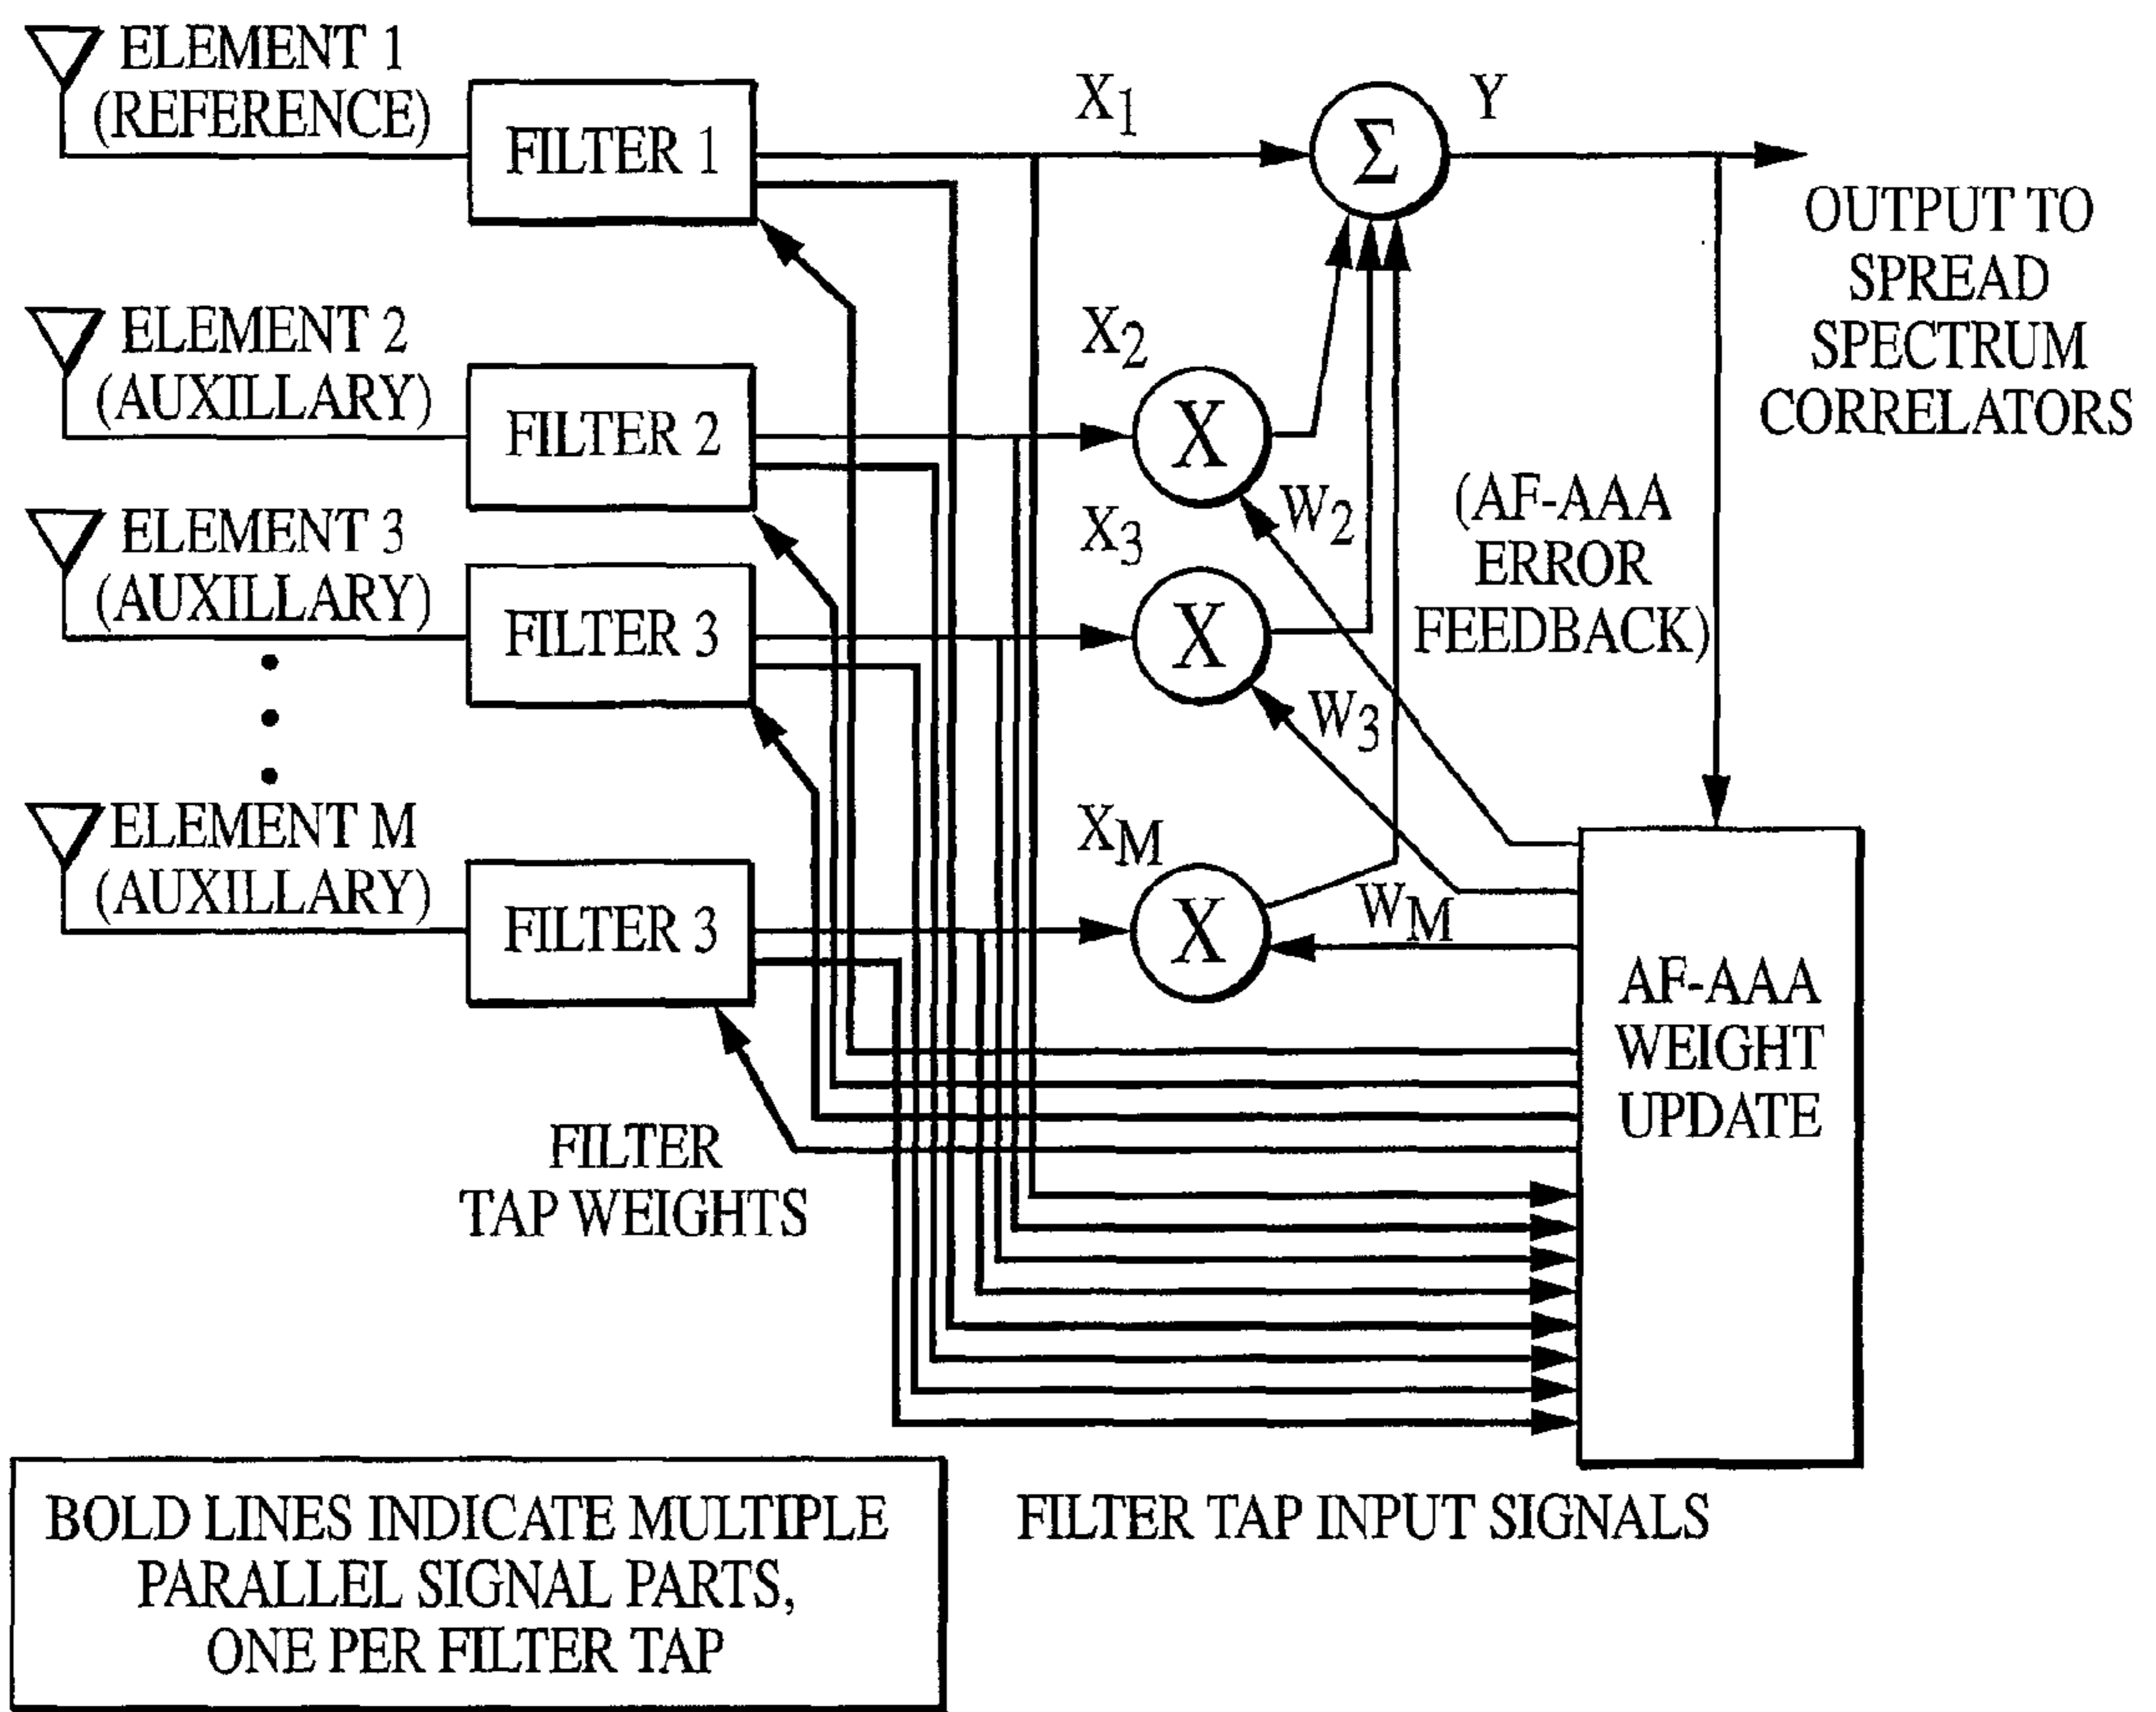 ELEMENT 1
(REFERENCE)
FILTER 1
X1
Σ
Y
OUTPUT TO
SPREAD
SPECTRUM
CORRELATORS
ELEMENT 2
(AUXILLARY)
FILTER 2
X2
X
W2
(AF-AAA
ERROR
FEEDBACK)
ELEMENT 3
(AUXILLARY)
FILTER 3
X3
X
W3
ELEMENT M
(AUXILLARY)
FILTER 3
XM
X
WM
AF-AAA
WEIGHT
UPDATE
FILTER
TAP WEIGHTS
FILTER TAP INPUT SIGNALS
BOLD LINES INDICATE MULTIPLE
PARALLEL SIGNAL PARTS,
ONE PER FILTER TAP